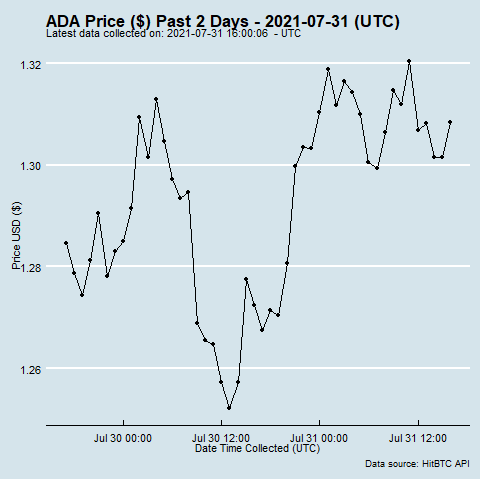 ADA Price ($) Past 2 Days - 2021-07-31 (UTC)
Latest data collected on: 2021-07-31 16:00:06  - UTC
1.32
1.30
1.28
1.26
Price USD ($)
Jul 30 00:00 Jul 30 12:00 Jul 31 00:00 Jul 31 12:00
Date Time Collected (UTC)
Data source: HitBTC API